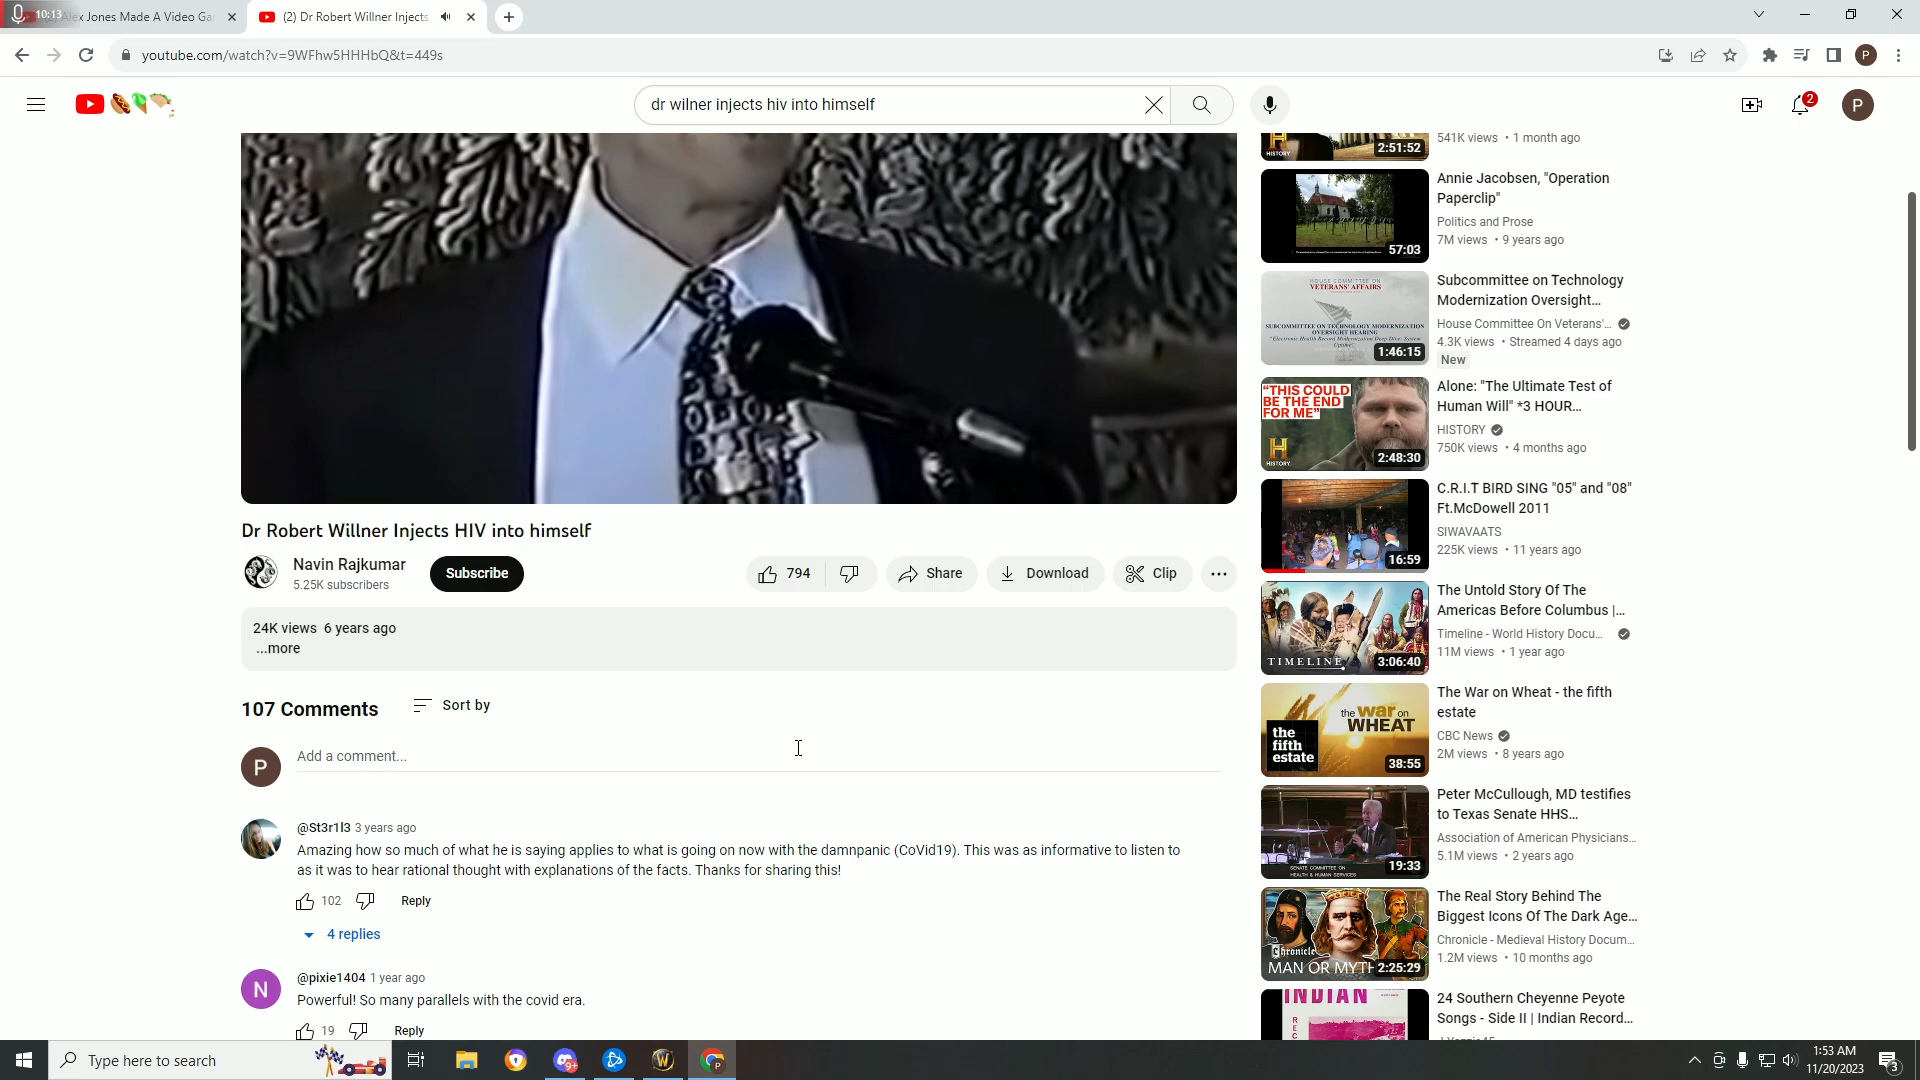 10:13
ex Jones Made A Video Ga
(2) Dr Robert Willner Injects
youtube.com/watch?v=9WFhw5HHHbQ&t=449s
P
dr wilner injects hiv into himself
2
P
HISTORY
2:51:52
541K views • 1 month ago
57:03
Annie Jacobsen, "Operation
Paperclip"
Politics and Prose
7M views • 9 years ago
HOUSE COMMITTEE ON
VETERANS' AFFAIRS
SUBCOMMITTEE ON TECHNOLOGY MODERNIZATION
OVERSIGHT HEARING
1:46:15
Subcommittee on Technology
Modernization Oversight...
House Committee On Veterans'...
4.3K views • Streamed 4 days ago
New
"THIS COULD
BE THE END
FOR ME"
HISTORY
2:48:30
Alone: "The Ultimate Test of
Human Will" *3 HOUR...
HISTORY
750K views • 4 months ago
16:59
C.R.I.T BIRD SING "05" and "08"
Ft.McDowell 2011
SIWAVAATS
225K views • 11 years ago
TIMELINE
3:06:40
The Untold Story Of The
Americas Before Columbus |...
Timeline - World History Docu...
11M views • 1 year ago
the war on
WHEAT
the
fifth
estate
38:55
The War on Wheat - the fifth
estate
CBC News
2M views • 8 years ago
SENATE COMMITTEE ON
HEALTH & HUMAN SERVICES
19:33
Peter McCullough, MD testifies
to Texas Senate HHS...
Association of American Physicians...
5.1M views • 2 years ago
Chronicle
MAN OR MYTH
2:25:29
The Real Story Behind The
Biggest Icons Of The Dark Age...
Chronicle - Medieval History Docum...
1.2M views • 10 months ago
INDIAN
REC
24 Southern Cheyenne Peyote
Songs - Side II | Indian Record...
Dr Robert Willner Injects HIV into himself
Navin Rajkumar
5.25K subscribers
Subscribe
794
Share
Download
Clip
24K views 6 years ago
...more
107 Comments
Sort by
P
Add a comment...
@St3r1l3 3 years ago
Amazing how so much of what he is saying applies to what is going on now with the damnpanic (CoVid19). This was as informative to listen to
as it was to hear rational thought with explanations of the facts. Thanks for sharing this!
102
Reply
4 replies
N
@pixie1404 1 year ago
Powerful! So many parallels with the covid era.
19
Reply
Type here to search
9+
W
P
1:53 AM
11/20/2023
3